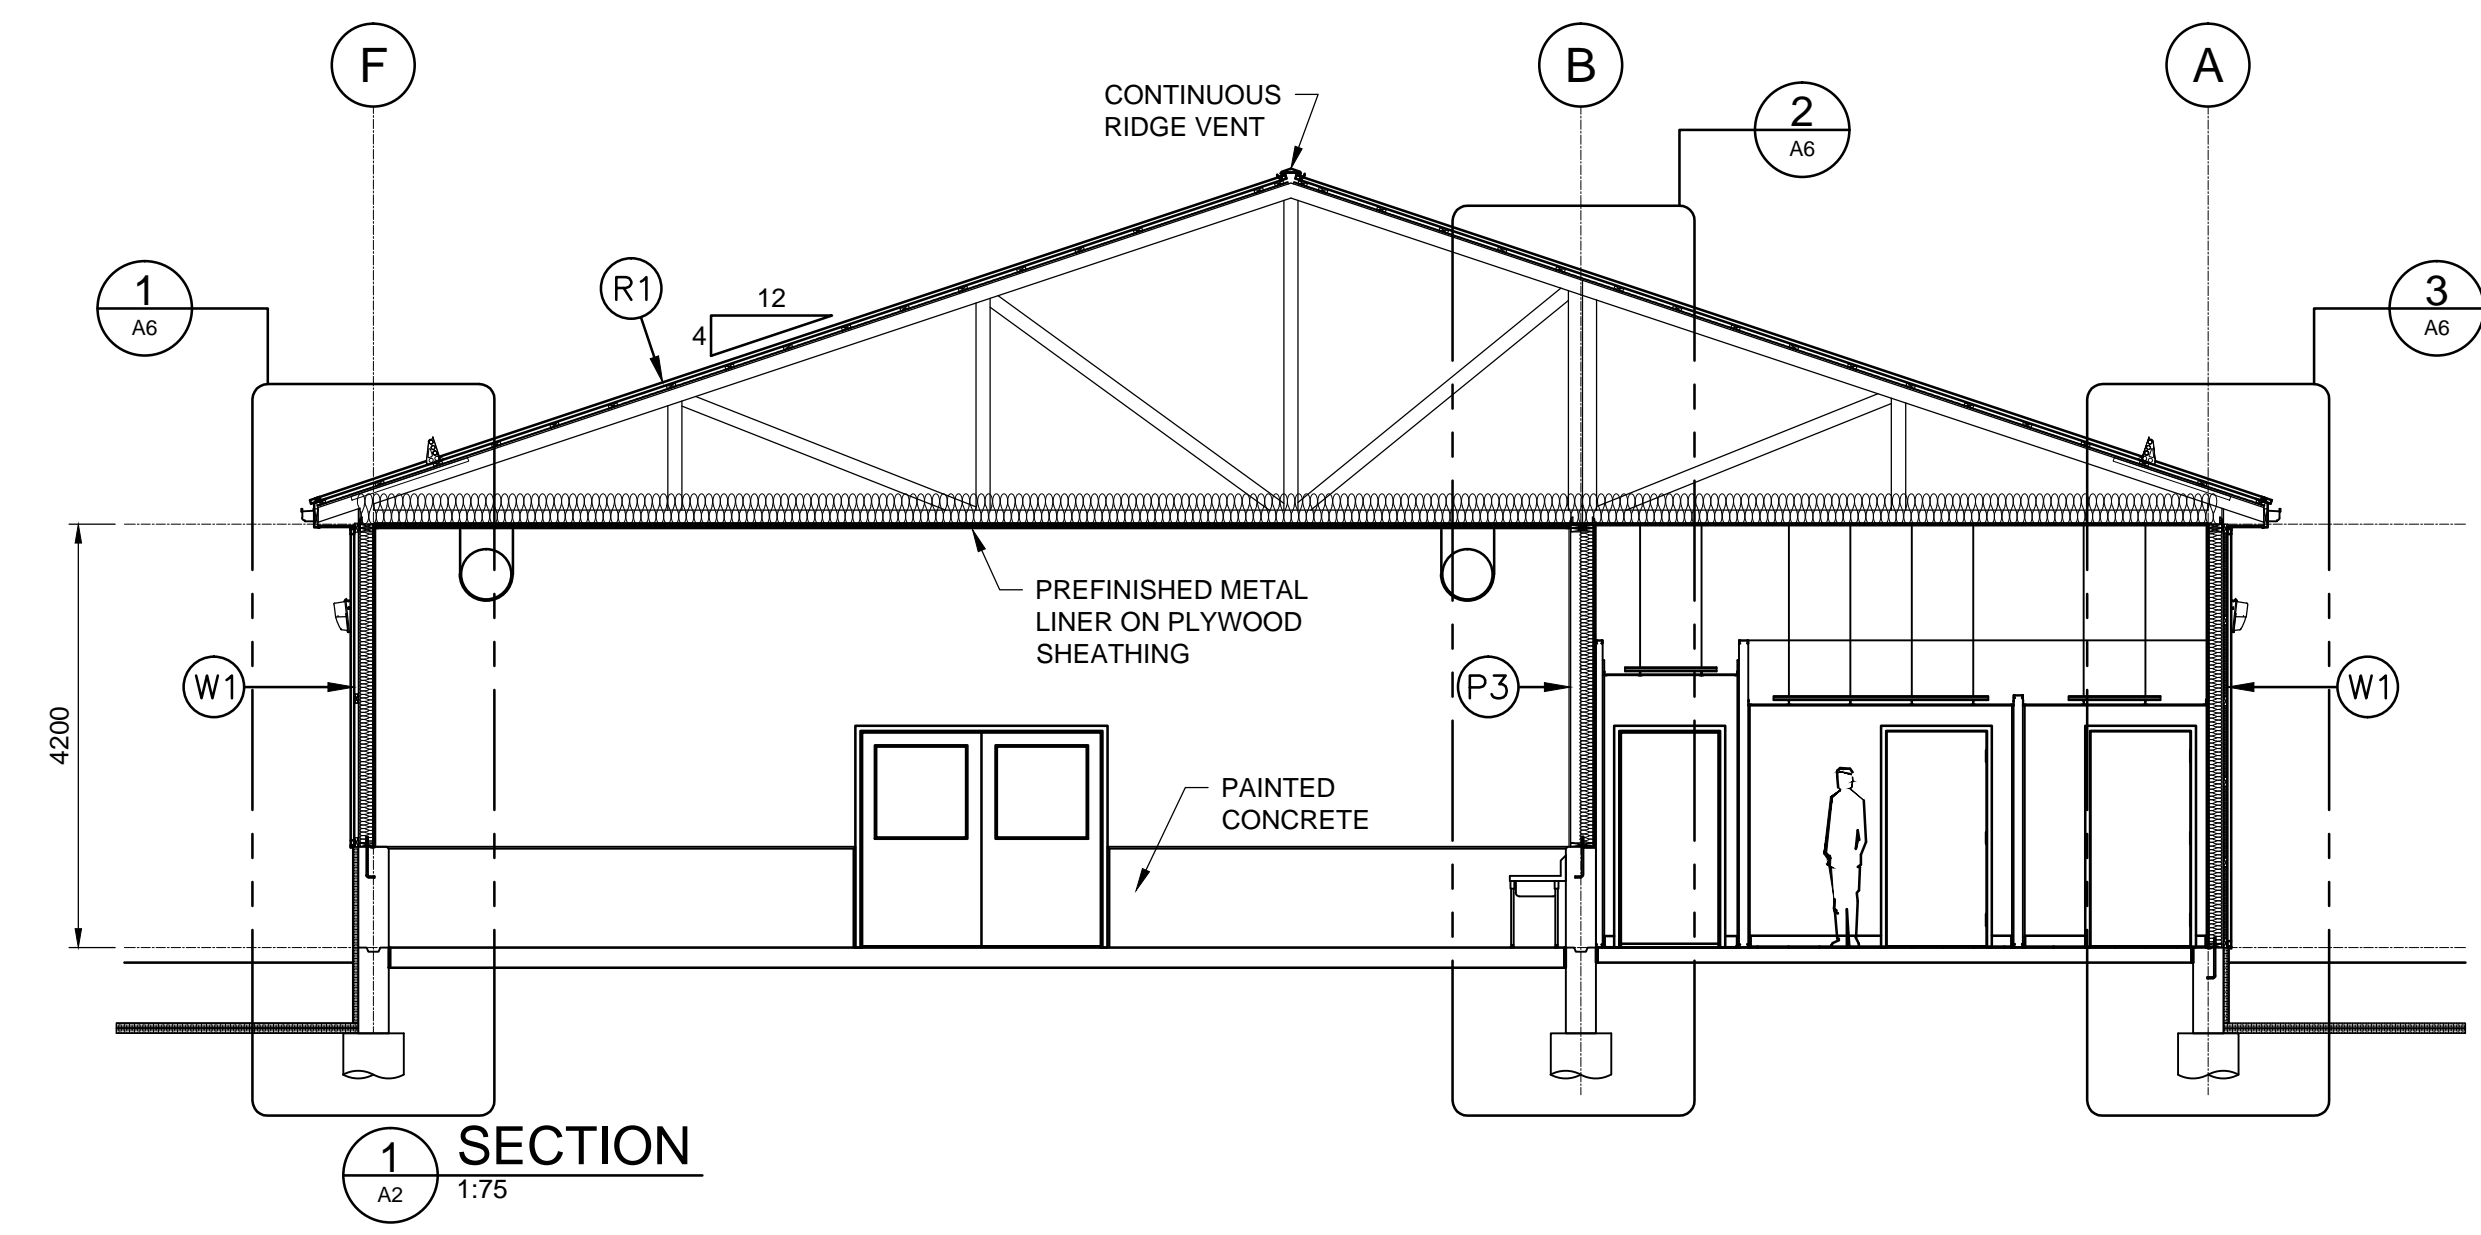 F
B
A
CONTINUOUS
RIDGE VENT
2
A6
1
A6
R1
12
4
3
A6
PREFINISHED METAL
LINER ON PLYWOOD
SHEATHING
W1
P3
W1
4200
PAINTED
CONCRETE
1
A2
SECTION
1:75